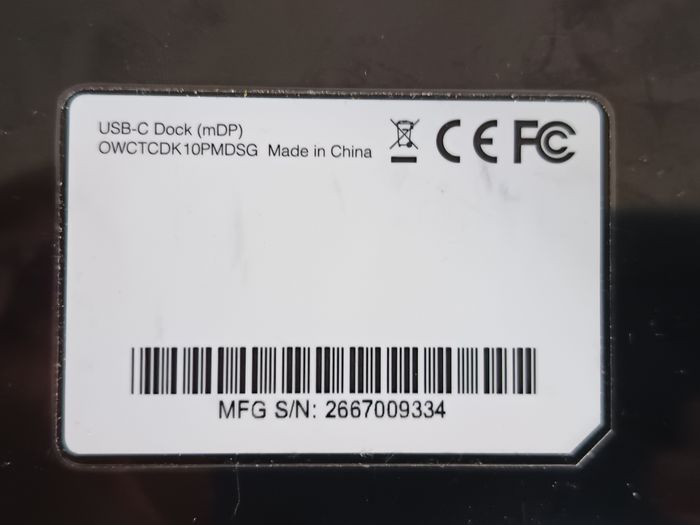 USB-C Dock (mDP)
OWCTCDK10PMDSG Made in China
CE FC
MFG S/N: 2667009334